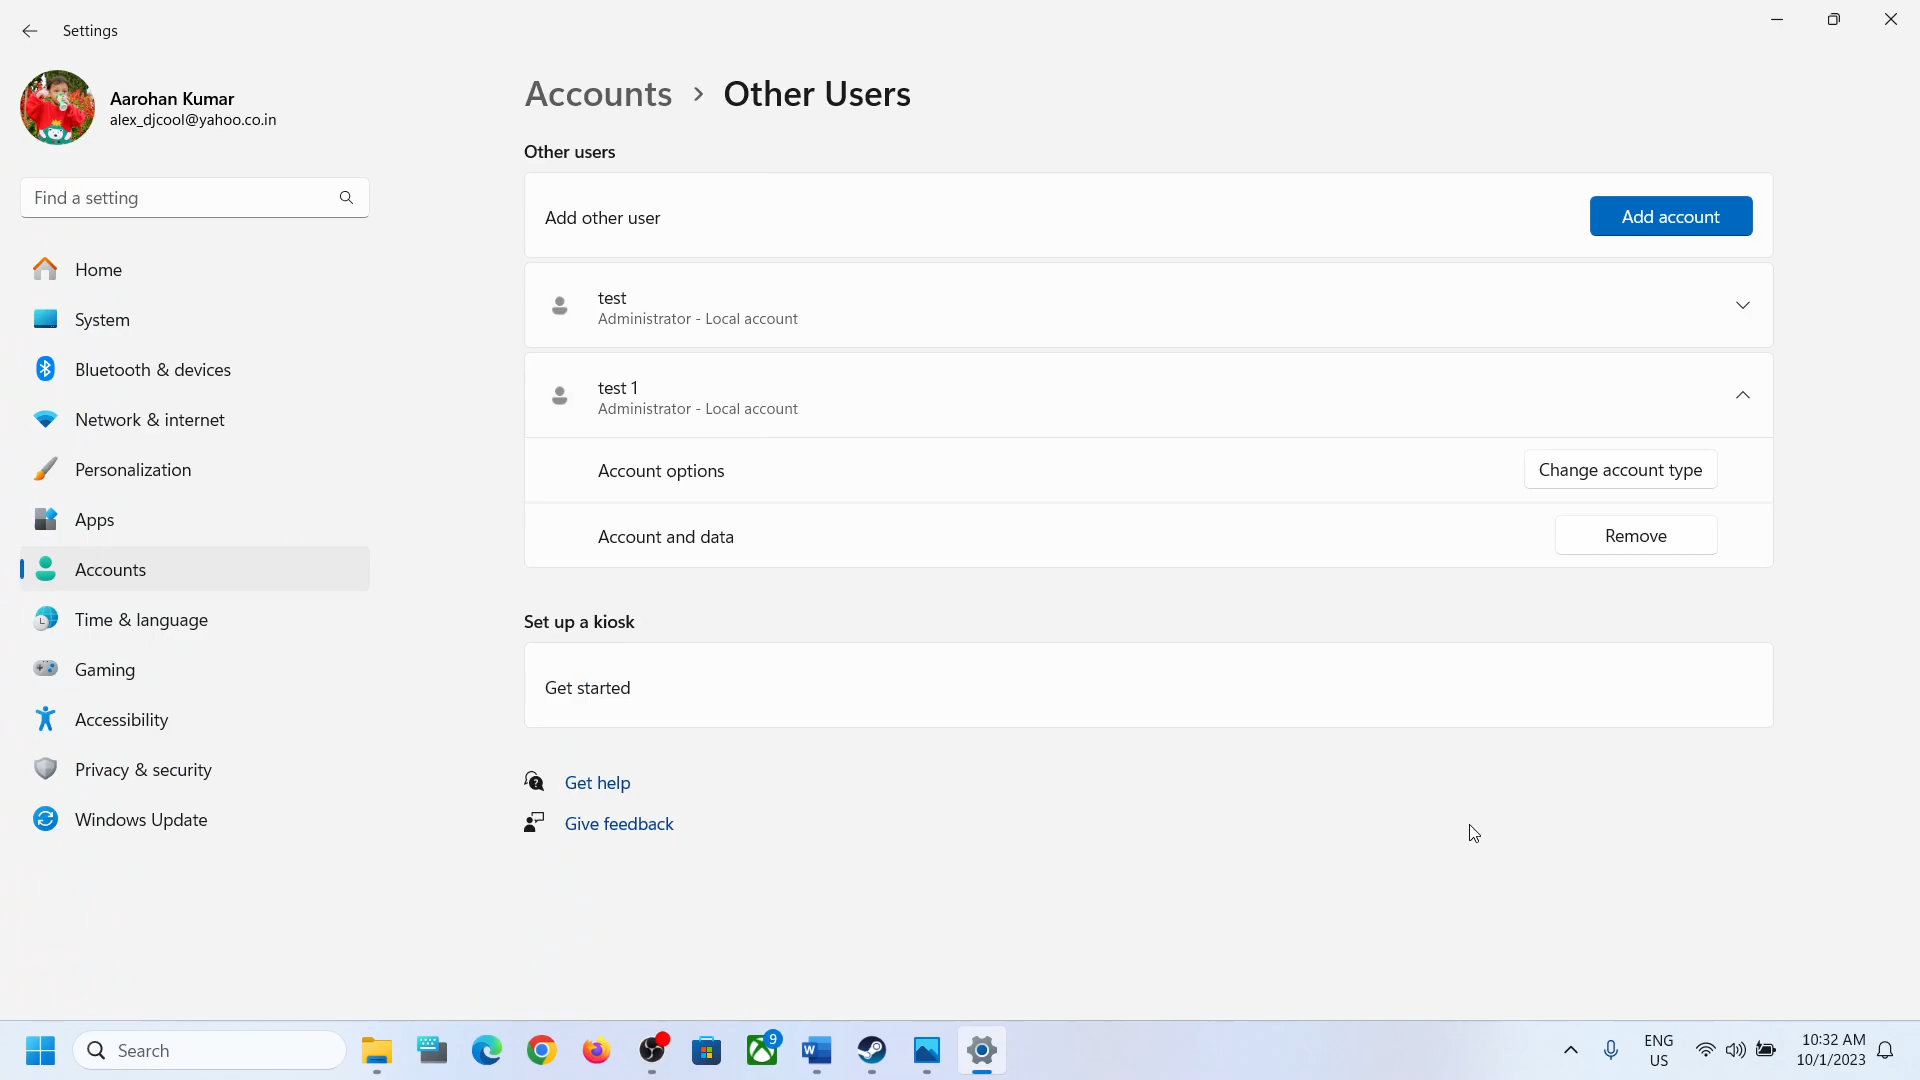 Settings
Aarohan Kumar
alex_djcool@yahoo.co.in
Find a setting
Home
System
Bluetooth & devices
Network & internet
Personalization
Apps
Accounts
Time & language
Gaming
Accessibility
Privacy & security
Windows Update
Accounts > Other Users
Other users
Add other user
Add account
test
Administrator - Local account
test 1
Administrator - Local account
Account options
Change account type
Account and data
Remove
Set up a kiosk
Get started
Get help
Give feedback
Search
9
ENG
US
10:32 AM
10/1/2023